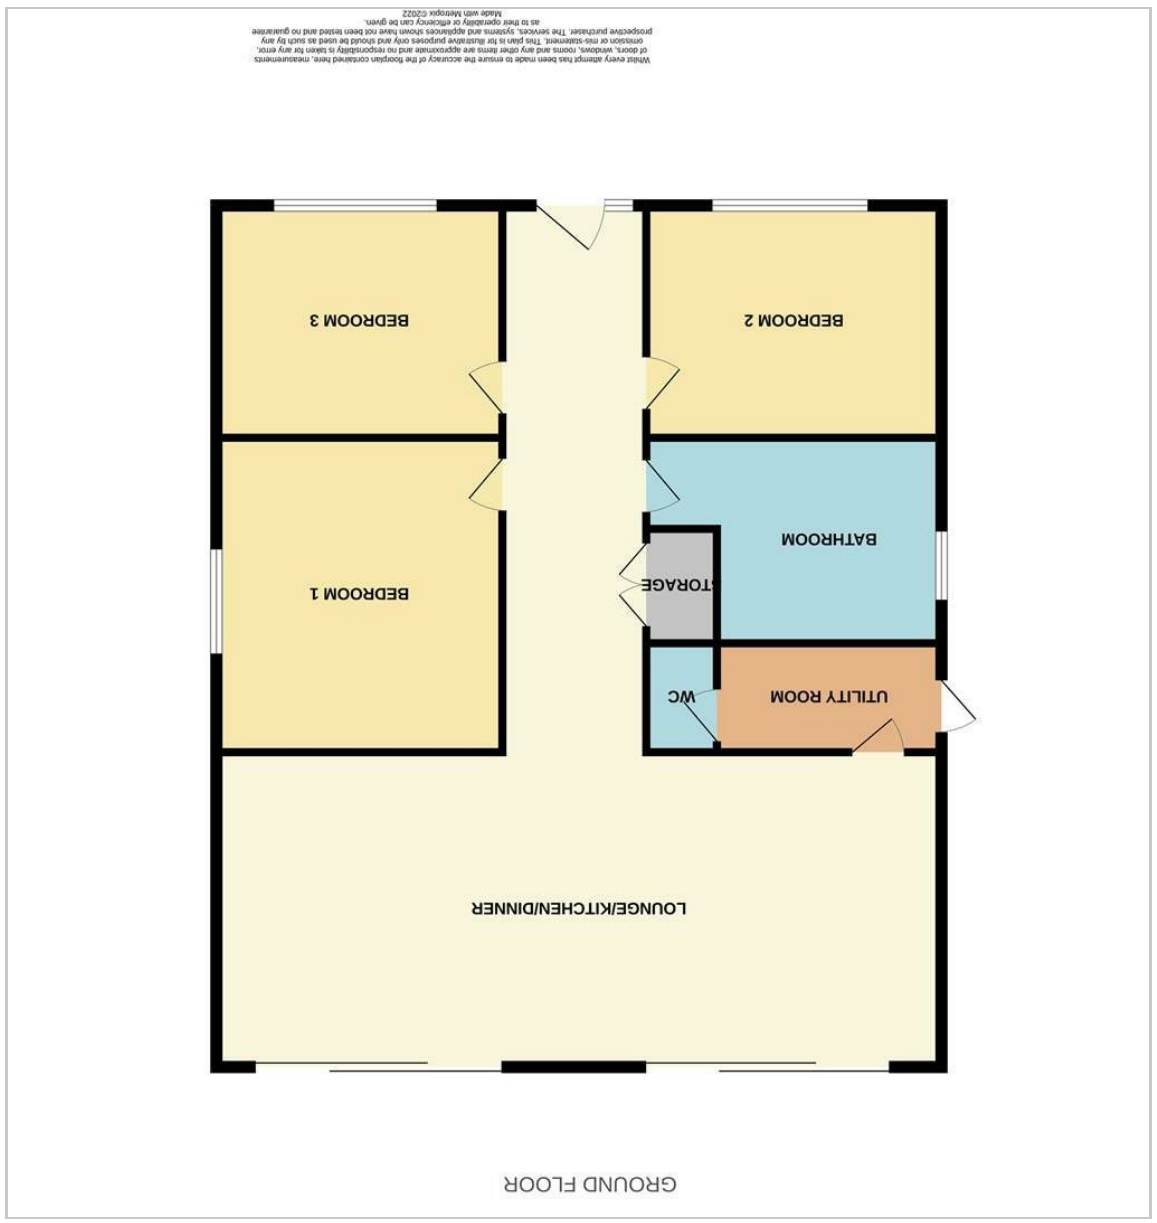 GROUND FLOOR
LOUNGE/KITCHEN/DINNER
UTILITY ROOM
WC
BEDROOM 1
STORAGE
BATHROOM
BEDROOM 2
BEDROOM 3
Whilst every attempt has been made to ensure the accuracy of the floorplan contained here, measurements
of doors, windows, rooms and any other items are approximate and no responsibility is taken for any error,
omission or mis-statement. This plan is for illustrative purposes only and should be used as such by any
prospective purchaser. The services, systems and appliances shown have not been tested and no guarantee
as to their operability or efficiency can be given.
Made with Metropix ©2022